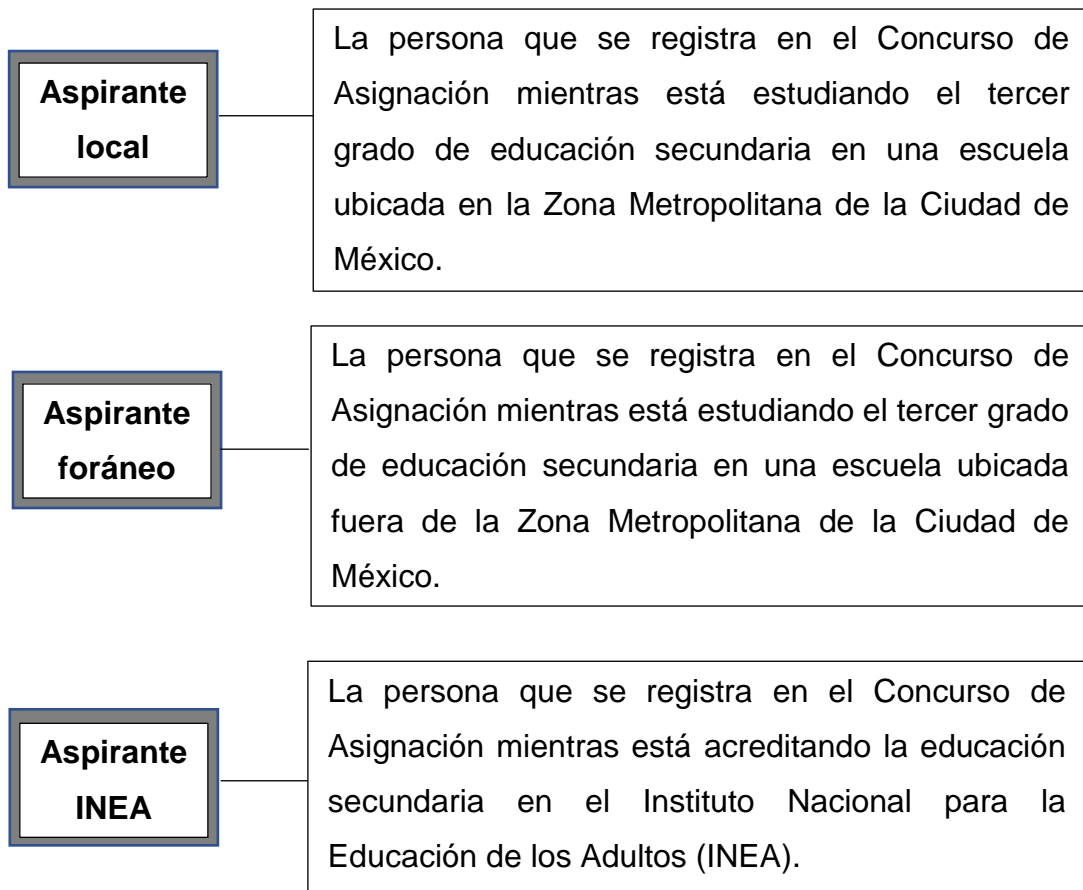 Aspirante
local
La persona que se registra en el Concurso de
Asignación mientras está estudiando el tercer
grado de educación secundaria en una escuela
ubicada en la Zona Metropolitana de la Ciudad de
México.
Aspirante
foráneo
La persona que se registra en el Concurso de
Asignación mientras está estudiando el tercer grado
de educación secundaria en una escuela ubicada
fuera de la Zona Metropolitana de la Ciudad de
México.
Aspirante
INEA
La persona que se registra en el Concurso de
Asignación mientras está acreditando la educación
secundaria en el Instituto Nacional para la
Educación de los Adultos (INEA).